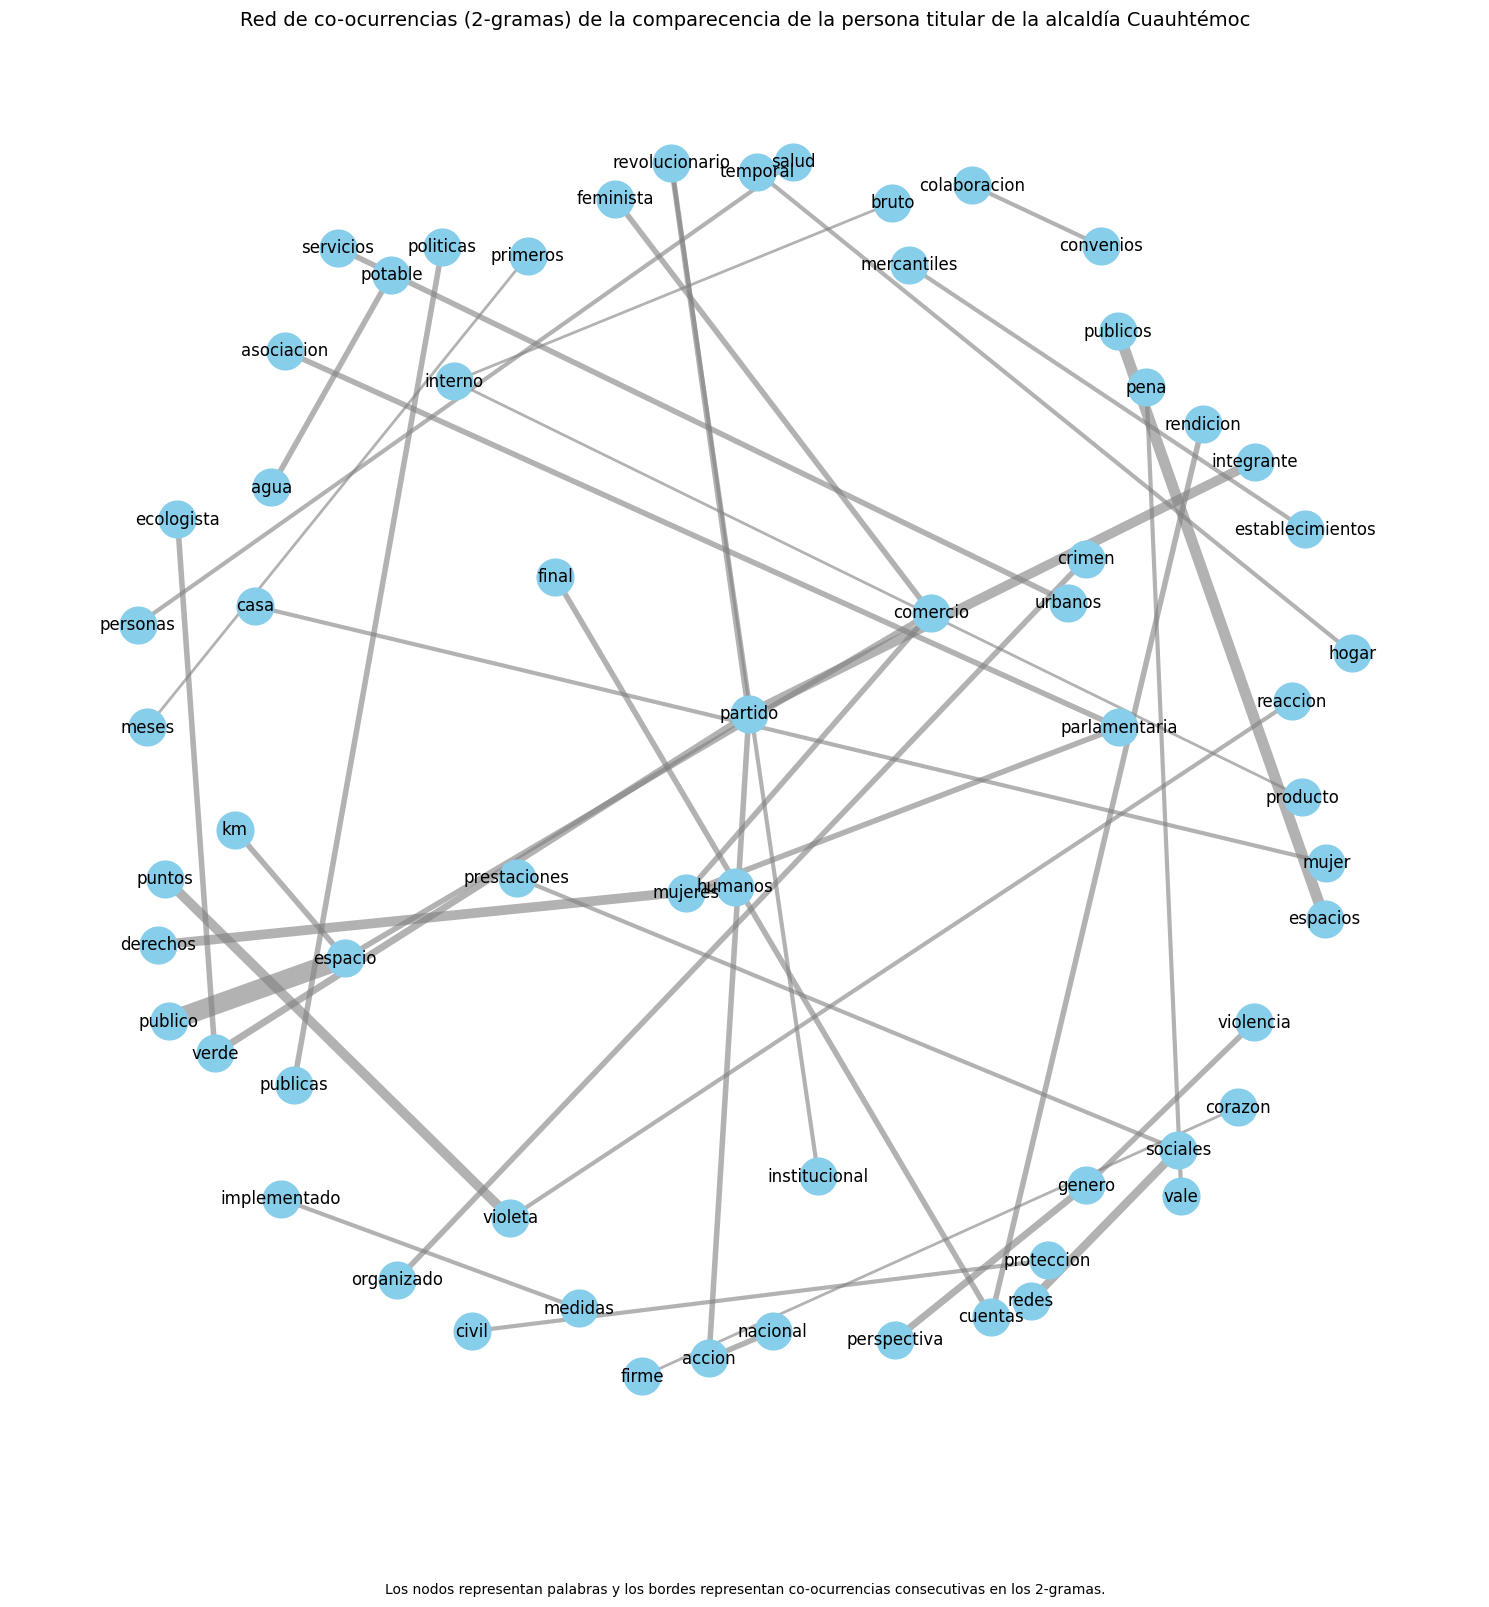 Red de co-ocurrencias (2-gramas) de la comparecencia de la persona titular de la alcaldía Cuauhtémoc
revolucionario
salud
temporal
colaboracion
feminista
bruto
convenios
servicios
politicas
primeros
mercantiles
potable
publicos
asociacion
interno
pena
rendicion
integrante
agua
ecologista
establecimientos
crimen
final
casa
comercio
urbanos
personas
hogar
reaccion
partido
meses
parlamentaria
producto
km
mujer
puntos
prestaciones
mujeres
humanos
espacios
derechos
espacio
publico
violencia
verde
publicas
corazon
sociales
institucional
genero
implementado
vale
violeta
proteccion
organizado
redes
medidas
cuentas
civil
nacional
perspectiva
accion
firme
Los nodos representan palabras y los bordes representan co-ocurrencias consecutivas en los 2-gramas.